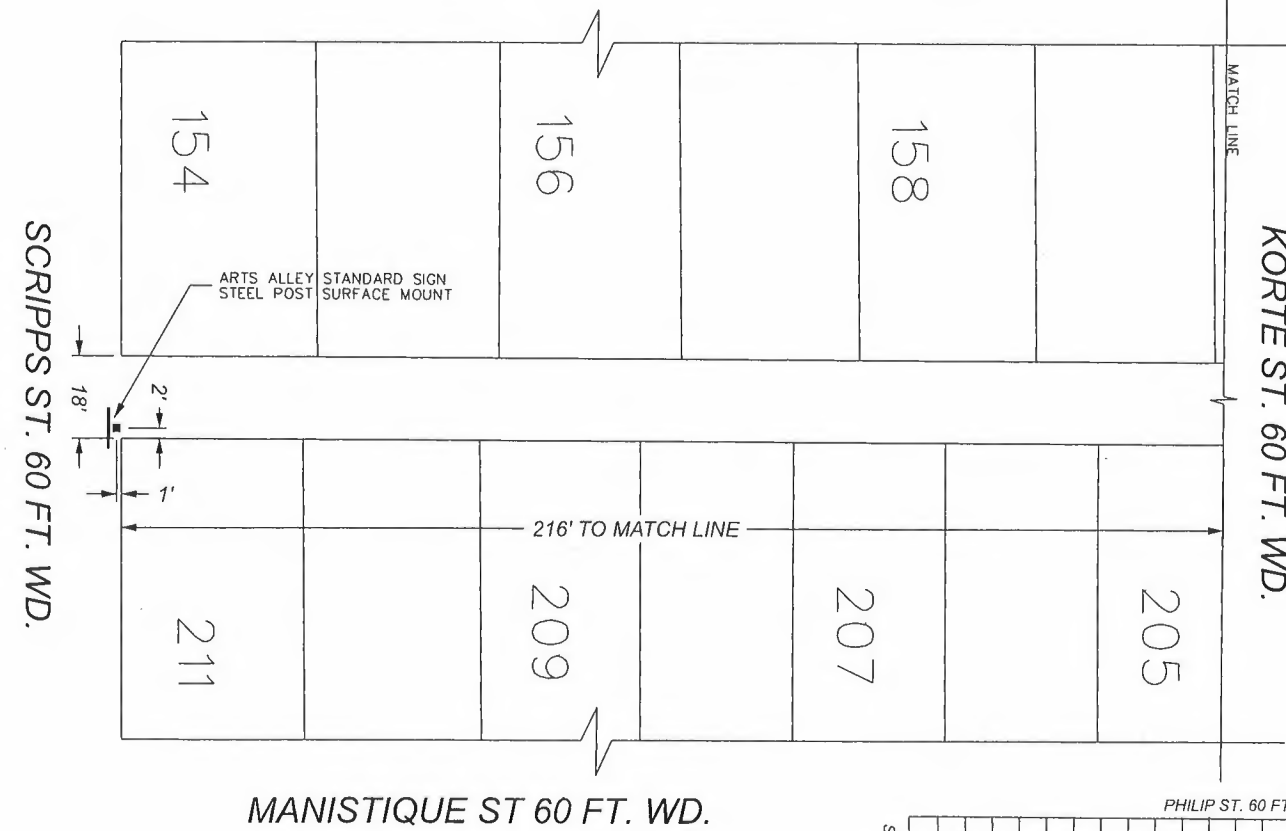 MATCH LINE
154
156
158
KORTE ST. 60 FT. WD.
SCRIPPS ST. 60 FT. WD.
ARTS ALLEY STANDARD SIGN
STEEL POST SURFACE MOUNT
18'
2'
1'
216' TO MATCH LINE
211
209
207
205
MANISTIQUE ST 60 FT. WD.
PHILIP ST. 60 FT
S